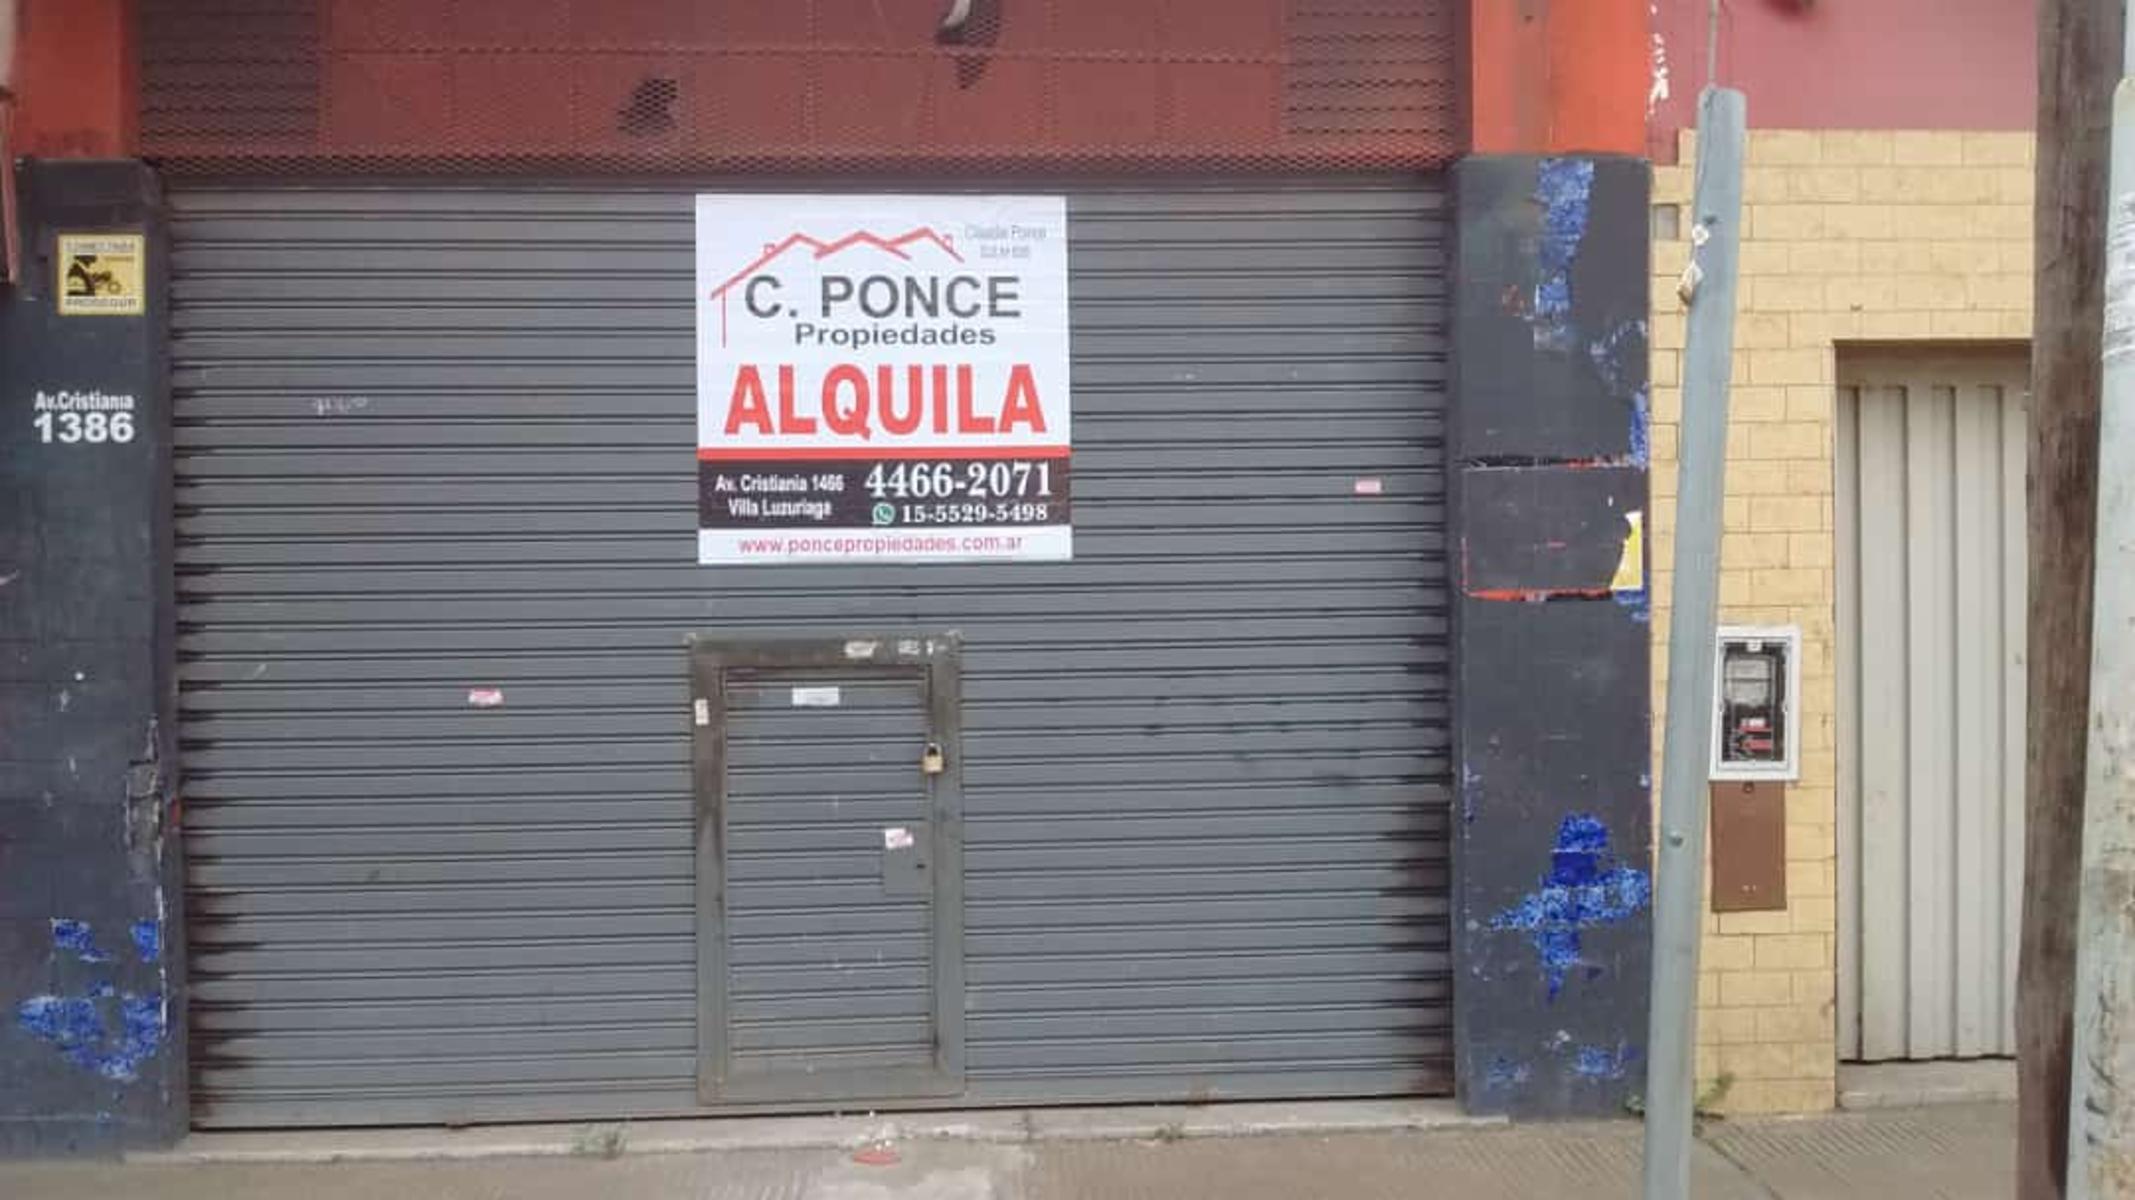 PROSEGUR
Av.Cristiania
1386
Claudia Ponce
C. PONCE
Propiedades
ALQUILA
Av. Cristiania 1466
Villa Luzuriaga
4466-2071
15-5529-5498
www.poncepropiedades.com.ar